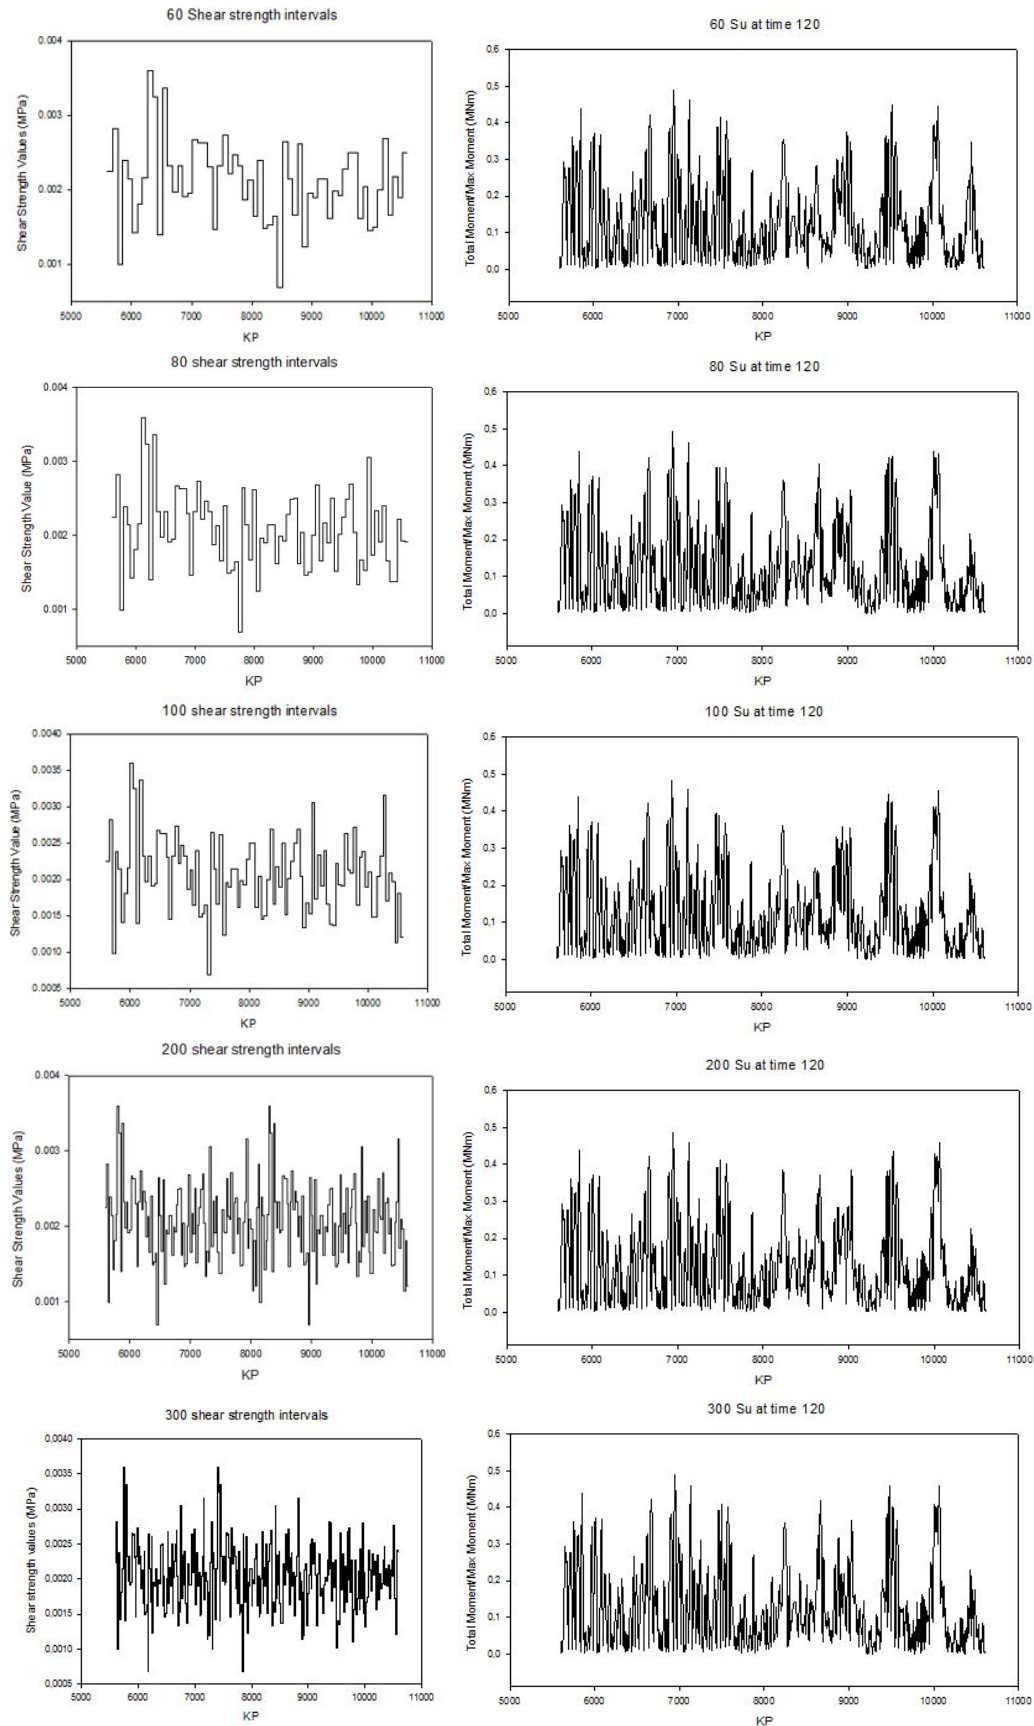 60 Shear strength intervals
Shear Strength Values (MPa)
0.004
0.003
0.002
0.001
5000 6000 7000 8000 9000 10000 11000
KP
60 Su at time 120
Total Moment/Max Moment (MNm)
0,6
0,5
0,4
0,3
0,2
0,1
0,0
5000 6000 7000 8000 9000 10000 11000
KP
80 shear strength intervals
Shear Strength Value (MPa)
0.004
0.003
0.002
0.001
5000 6000 7000 8000 9000 10000 11000
KP
80 Su at time 120
Total Moment/Max Moment (MNm)
0,6
0,5
0,4
0,3
0,2
0,1
0,0
5000 6000 7000 8000 9000 10000 11000
KP
100 shear strength intervals
Shear Strength Value (MPa)
0.0040
0.0035
0.0030
0.0025
0.0020
0.0015
0.0010
0.0005
5000 6000 7000 8000 9000 10000 11000
KP
100 Su at time 120
Total Moment/Max Moment (MNm)
0,6
0,5
0,4
0,3
0,2
0,1
0,0
5000 6000 7000 8000 9000 10000 11000
KP
200 shear strength intervals
Shear Strength Values (MPa)
0.004
0.003
0.002
0.001
5000 6000 7000 8000 9000 10000 11000
KP
200 Su at time 120
Total Moment/Max Moment (MNm)
0,6
0,5
0,4
0,3
0,2
0,1
0,0
5000 6000 7000 8000 9000 10000 11000
KP
300 shear strength intervals
Shear strength values (MPa)
0,0040
0,0035
0,0030
0,0025
0,0020
0,0015
0,0010
0,0005
5000 6000 7000 8000 9000 10000 11000
KP
300 Su at time 120
Total Moment/Max Moment (MNm)
0,6
0,5
0,4
0,3
0,2
0,1
0,0
5000 6000 7000 8000 9000 10000 11000
KP